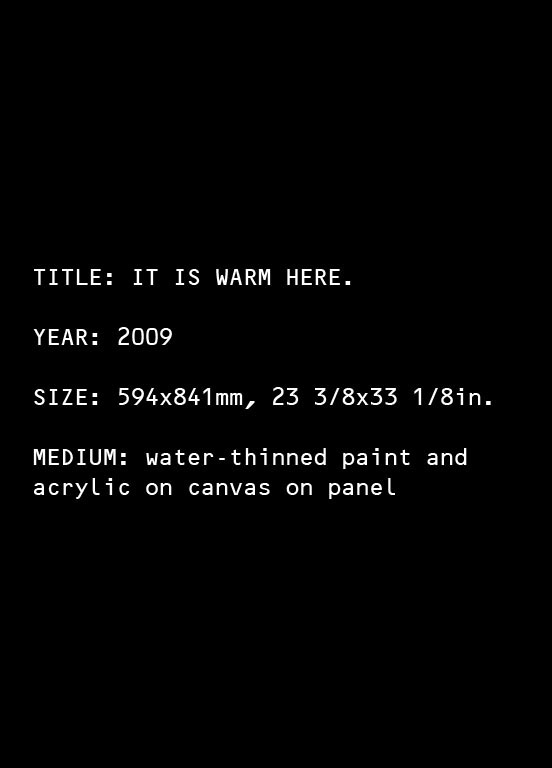 TITLE: IT IS WARM HERE.
YEAR: 2009
SIZE: 594x841mm, 23 3/8x33 1/8in.
MEDIUM: water-thinned paint and
acrylic on canvas on panel